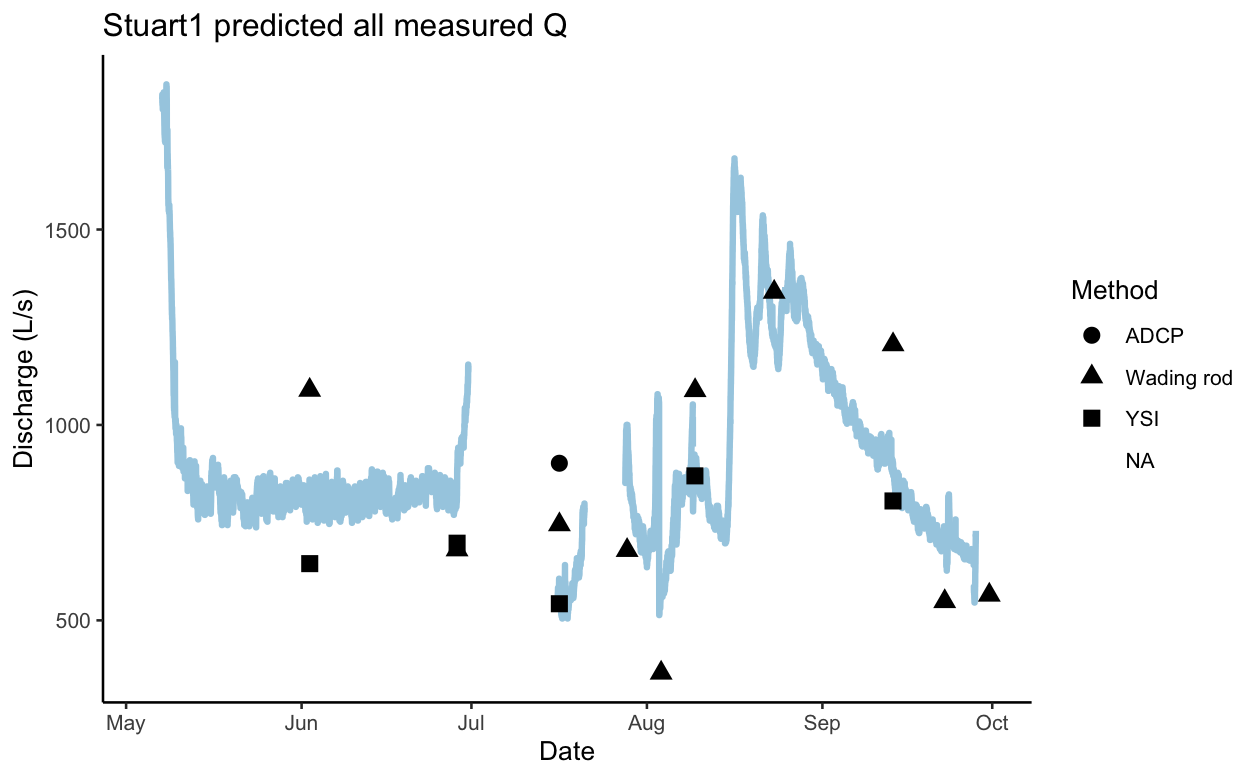 Stuart1 predicted all measured Q
1500
1000
500
Discharge (L/s)
May Jun Jul Aug Sep Oct
Date
Method
ADCP
Wading rod
YSI
NA